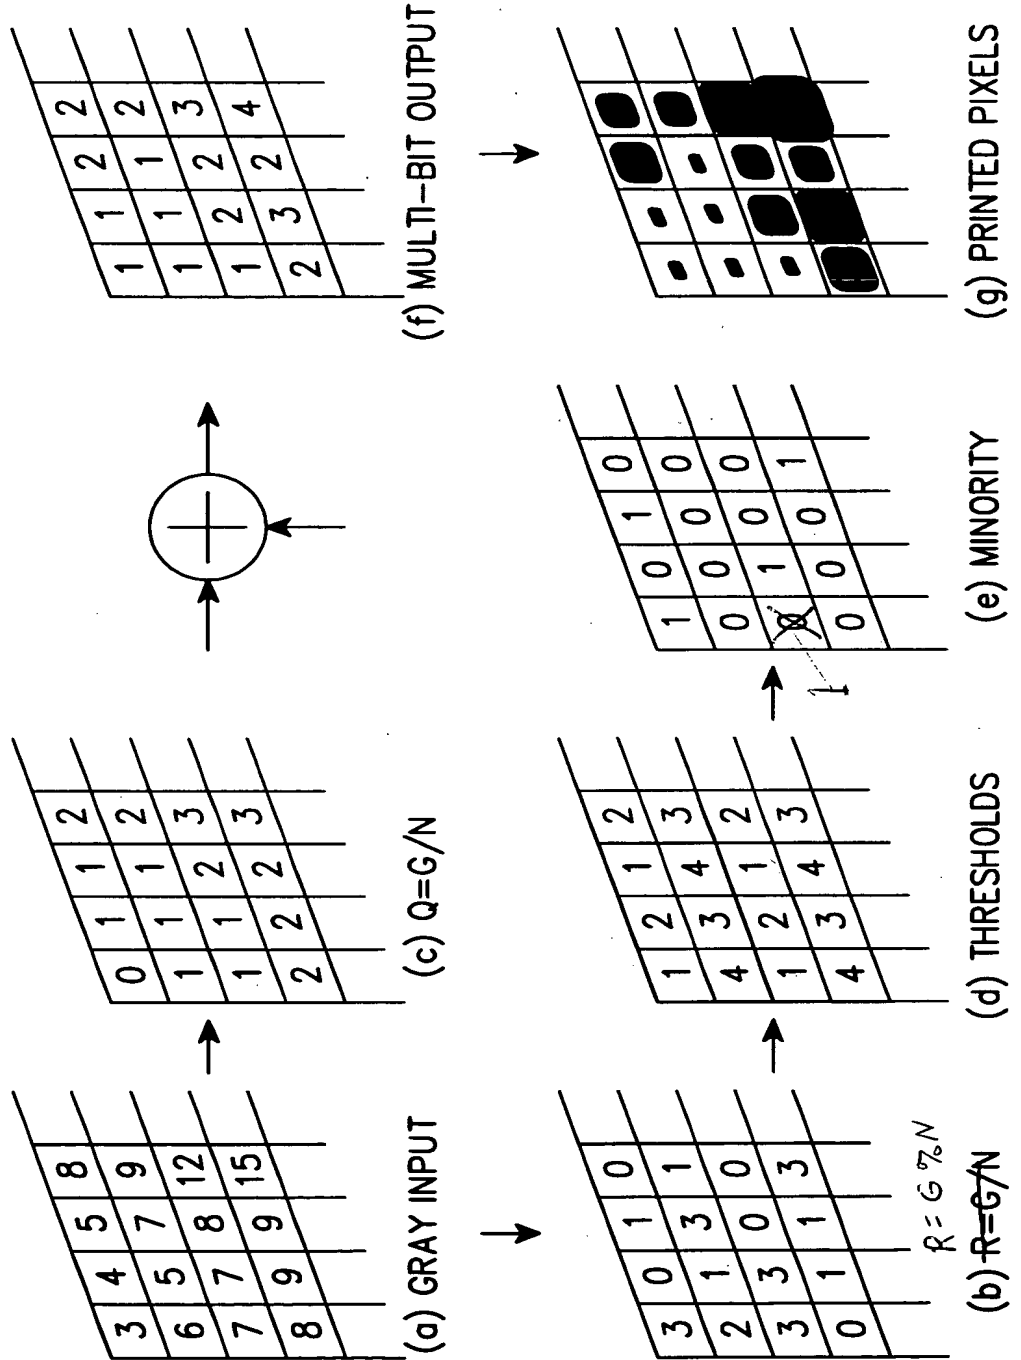 3 4 5 8
6 5 7 9
7 7 8 12
8 9 9 15
(a) GRAY INPUT
0 1 1 2
1 1 1 2
1 1 2 3
2 2 2 3
(c) Q=G/N
1 1 2 2
1 1 1 2
1 2 2 3
2 3 2 4
(f) MULTI-BIT OUTPUT
3 0 1 0
2 1 3 1
3 3 0 0
0 1 1 3
R = G % N
(b) R=G/N
1 2 1 2
4 3 4 3
1 2 1 2
4 3 4 3
(d) THRESHOLDS
1 0 1 0
0 0 0 0
0 1 0 0
1
0 0 0 1
(e) MINORITY
(g) PRINTED PIXELS